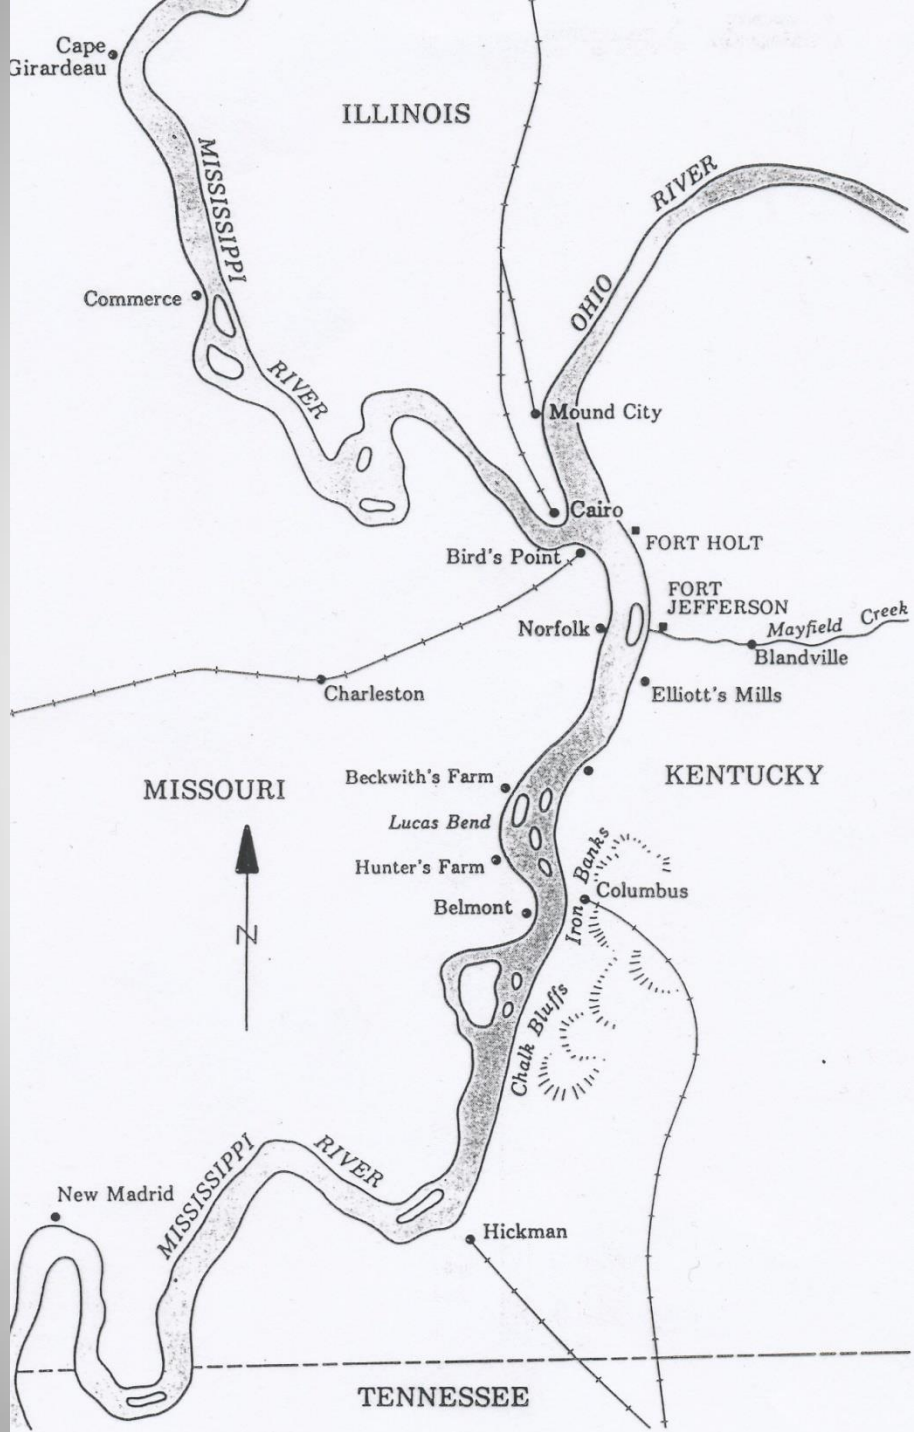 Cape
Girardeau
ILLINOIS
MISSISSIPPI
RIVER
RIVER
OHIO
Commerce
Mound City
Cairo
FORT HOLT
Bird's Point
FORT
JEFFERSON
Mayfield Creek
Norfolk
Blandville
Charleston
Elliott's Mills
Beckwith's Farm
MISSOURI
KENTUCKY
Lucas Bend
Hunter's Farm
Iron Banks
Columbus
Belmont
N
Chalk Bluffs
MISSISSIPPI
RIVER
New Madrid
Hickman
TENNESSEE